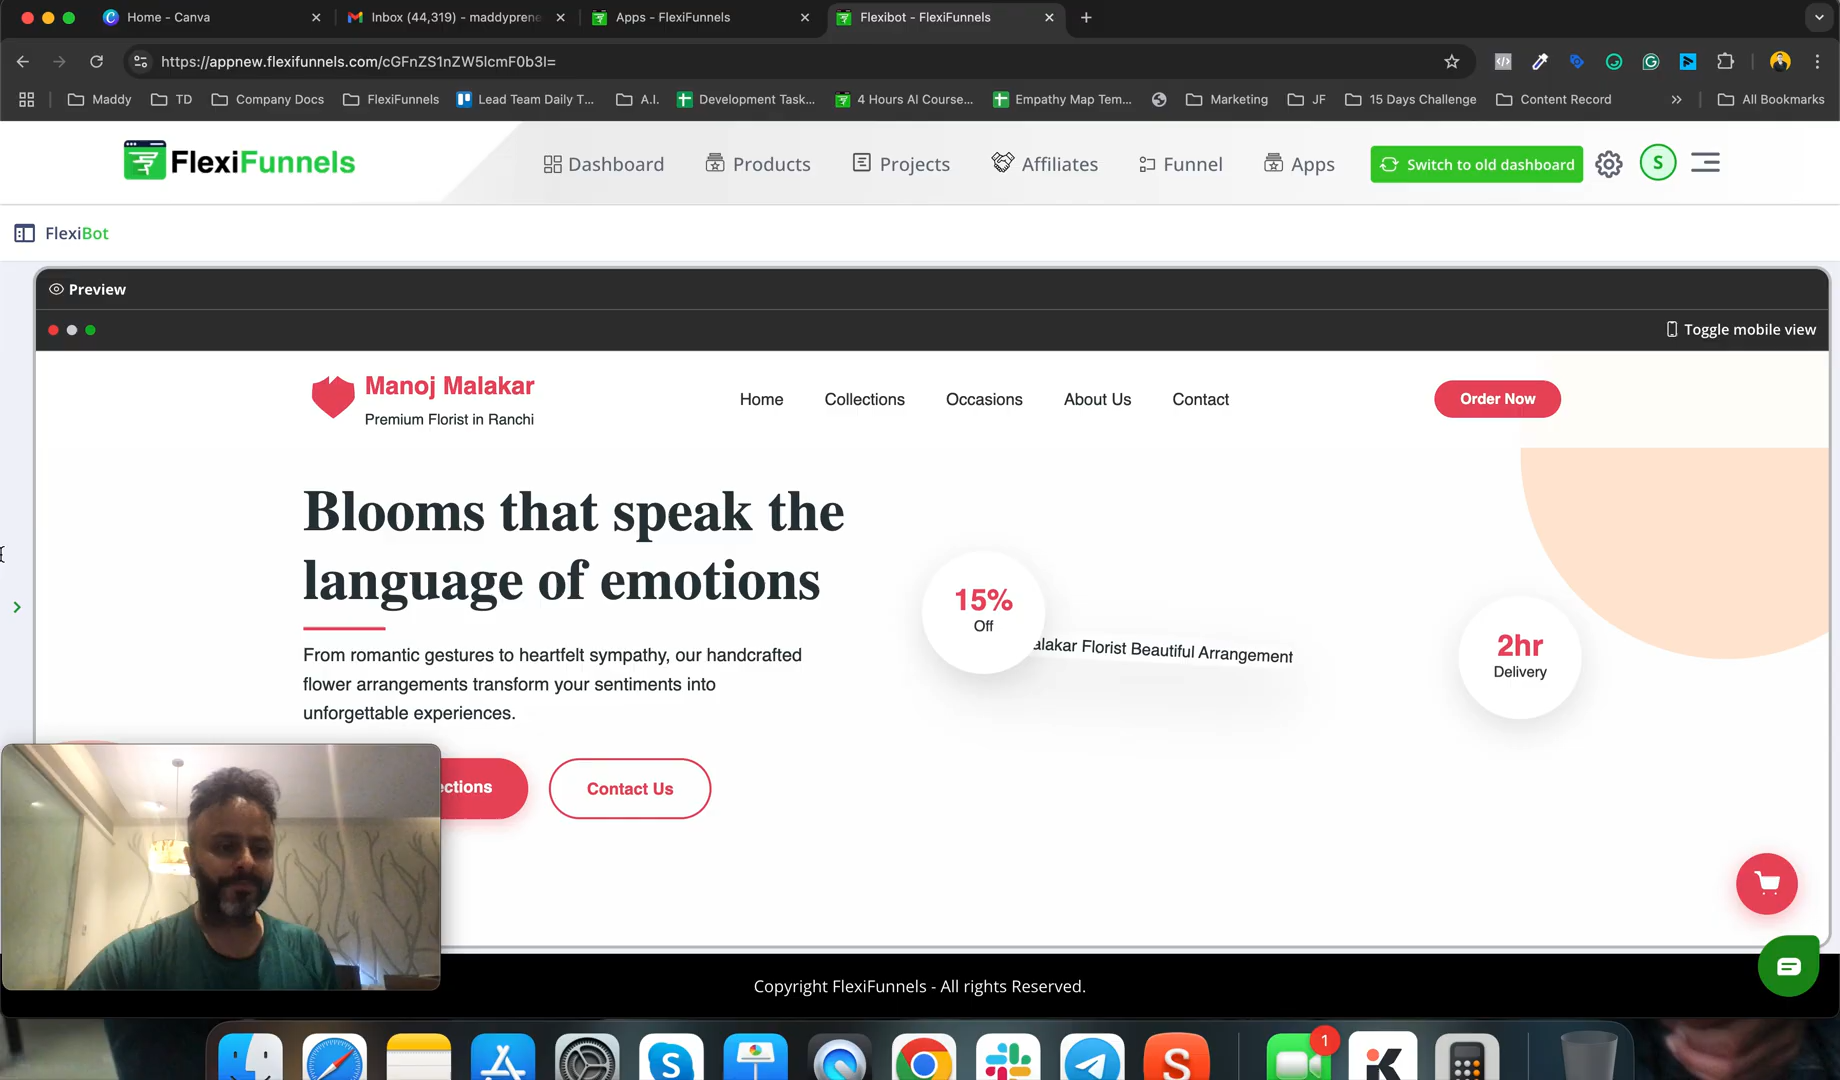 Home - Canva
Inbox (44,319) - maddyprene
Apps - FlexiFunnels
Flexibot - FlexiFunnels
https://appnew.flexifunnels.com/cGFnZS1nZW5lcmF0b3I=
Maddy
TD
Company Docs
FlexiFunnels
Lead Team Daily T...
A.I.
Development Task...
4 Hours AI Course...
Empathy Map Tem...
Marketing
JF
15 Days Challenge
Content Record
All Bookmarks
FlexiFunnels
Dashboard
Products
Projects
Affiliates
Funnel
Apps
Switch to old dashboard
S
FlexiBot
Preview
Toggle mobile view
Manoj Malakar
Premium Florist in Ranchi
Home
Collections
Occasions
About Us
Contact
Order Now
Blooms that speak the
language of emotions
From romantic gestures to heartfelt sympathy, our handcrafted
flower arrangements transform your sentiments into
unforgettable experiences.
ections
Contact Us
15%
Off
alakar Florist Beautiful Arrangement
2hr
Delivery
Copyright FlexiFunnels - All rights Reserved.
S
S
1
K